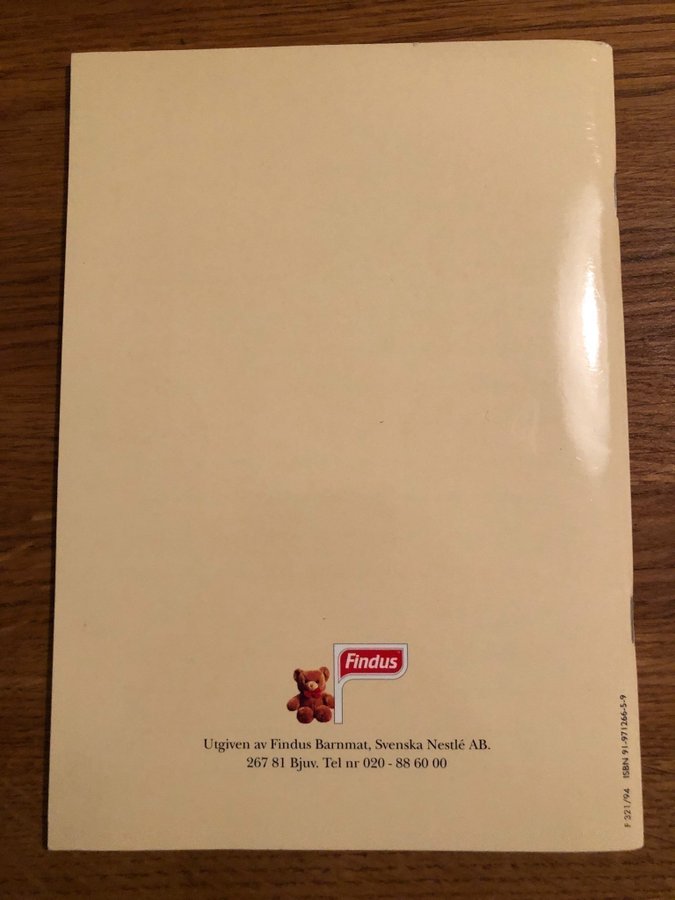 Findus
Utgiven av Findus Barnmat, Svenska Nestlé AB.
267 81 Bjuv. Tel nr 020 - 88 60 00
F 321/94 ISBN 91-971266-5-9